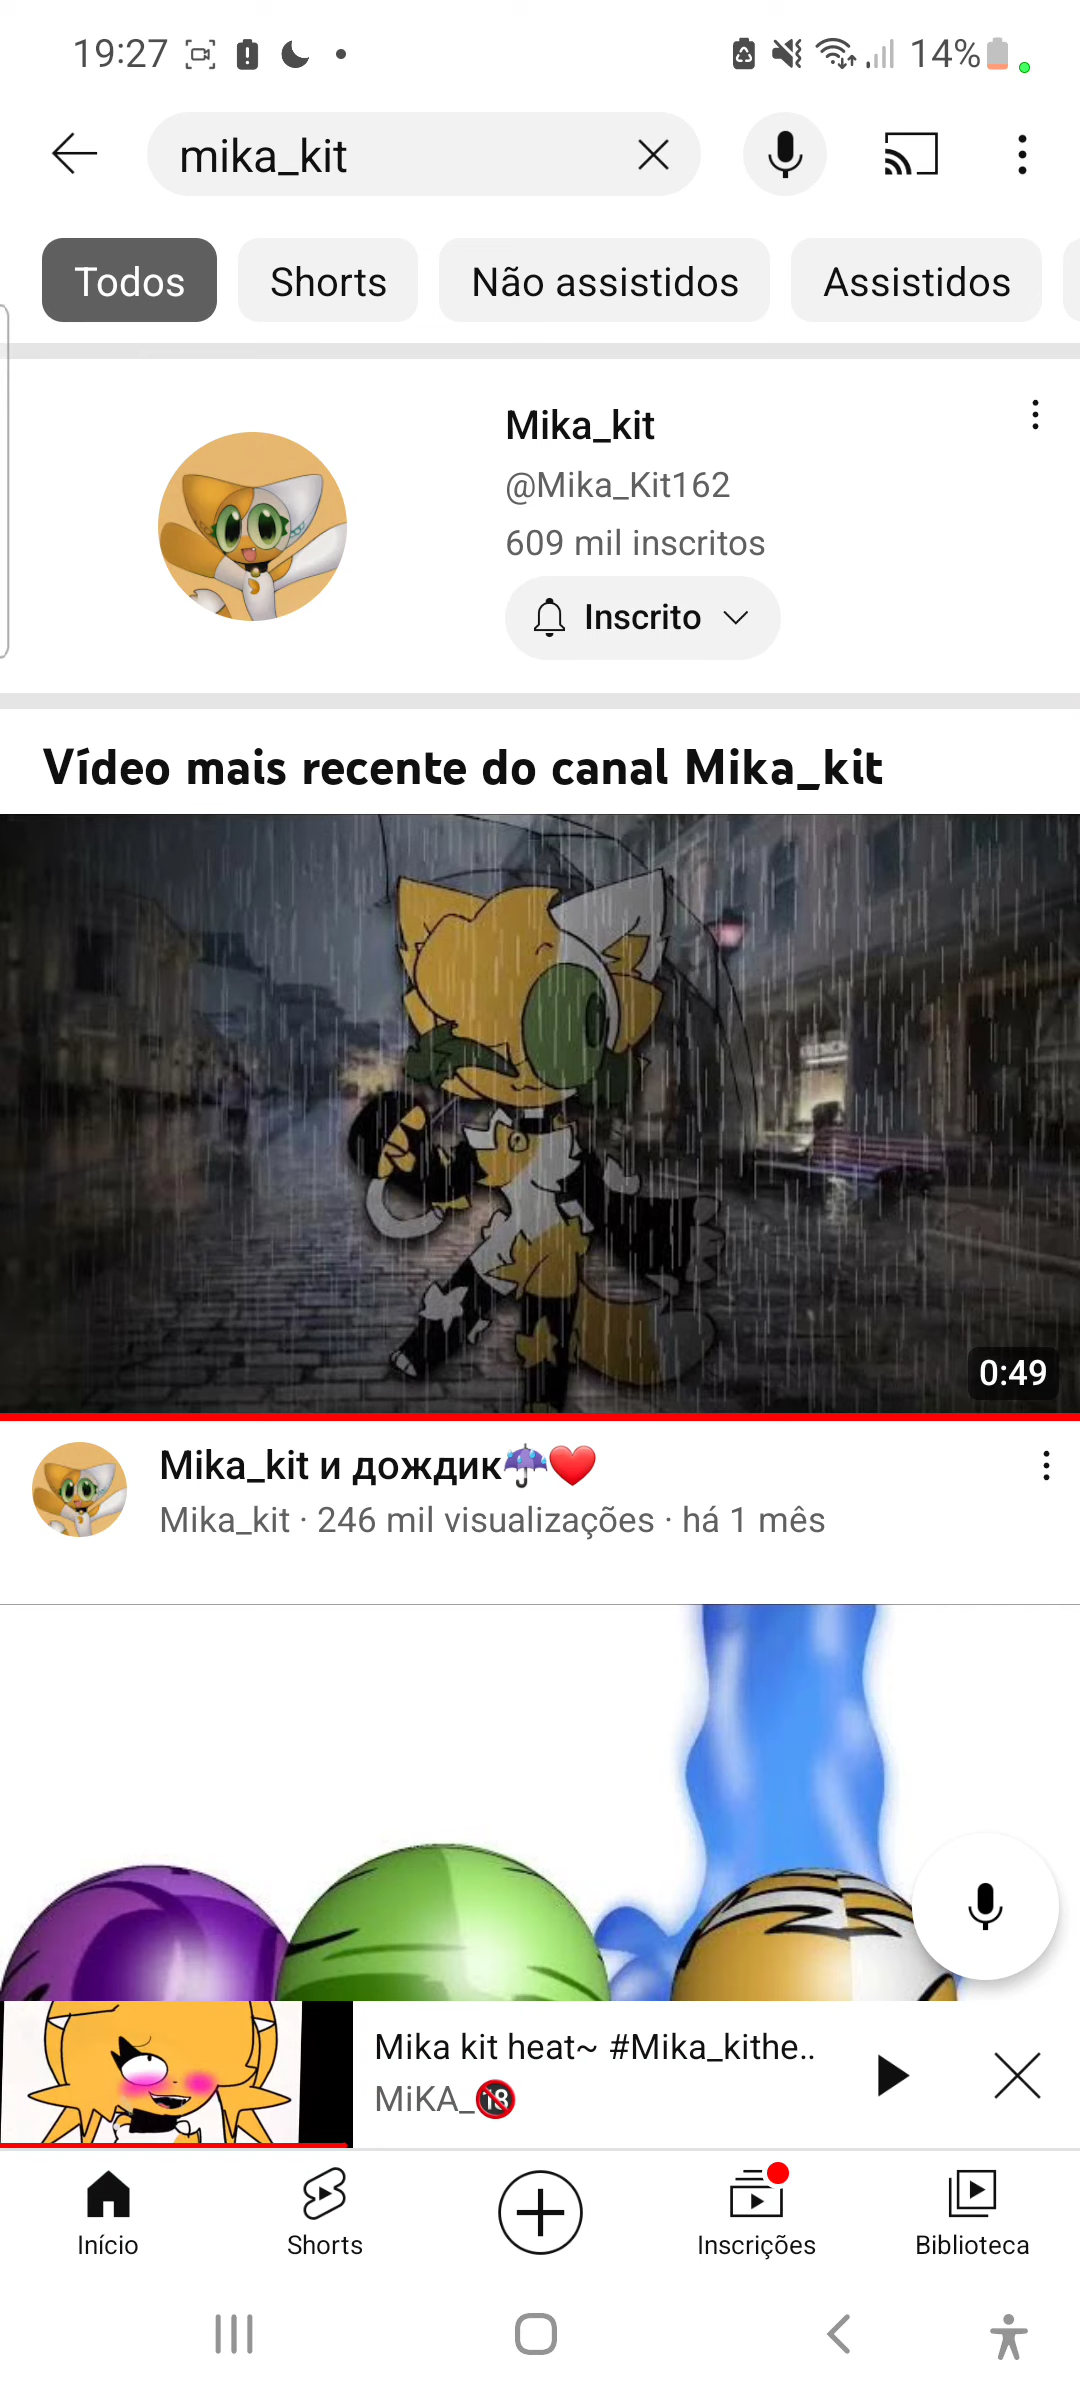 19:27
14%
mika_kit
Todos
Shorts
Não assistidos
Assistidos
Mika_kit
@Mika_Kit162
609 mil inscritos
Inscrito
Vídeo mais recente do canal Mika_kit
0:49
Mika_kit и дождик☔❤️
Mika_kit · 246 mil visualizações · há 1 mês
Mika kit heat~ #Mika_kithe..
MiKA_🔞
Início
Shorts
Inscrições
Biblioteca